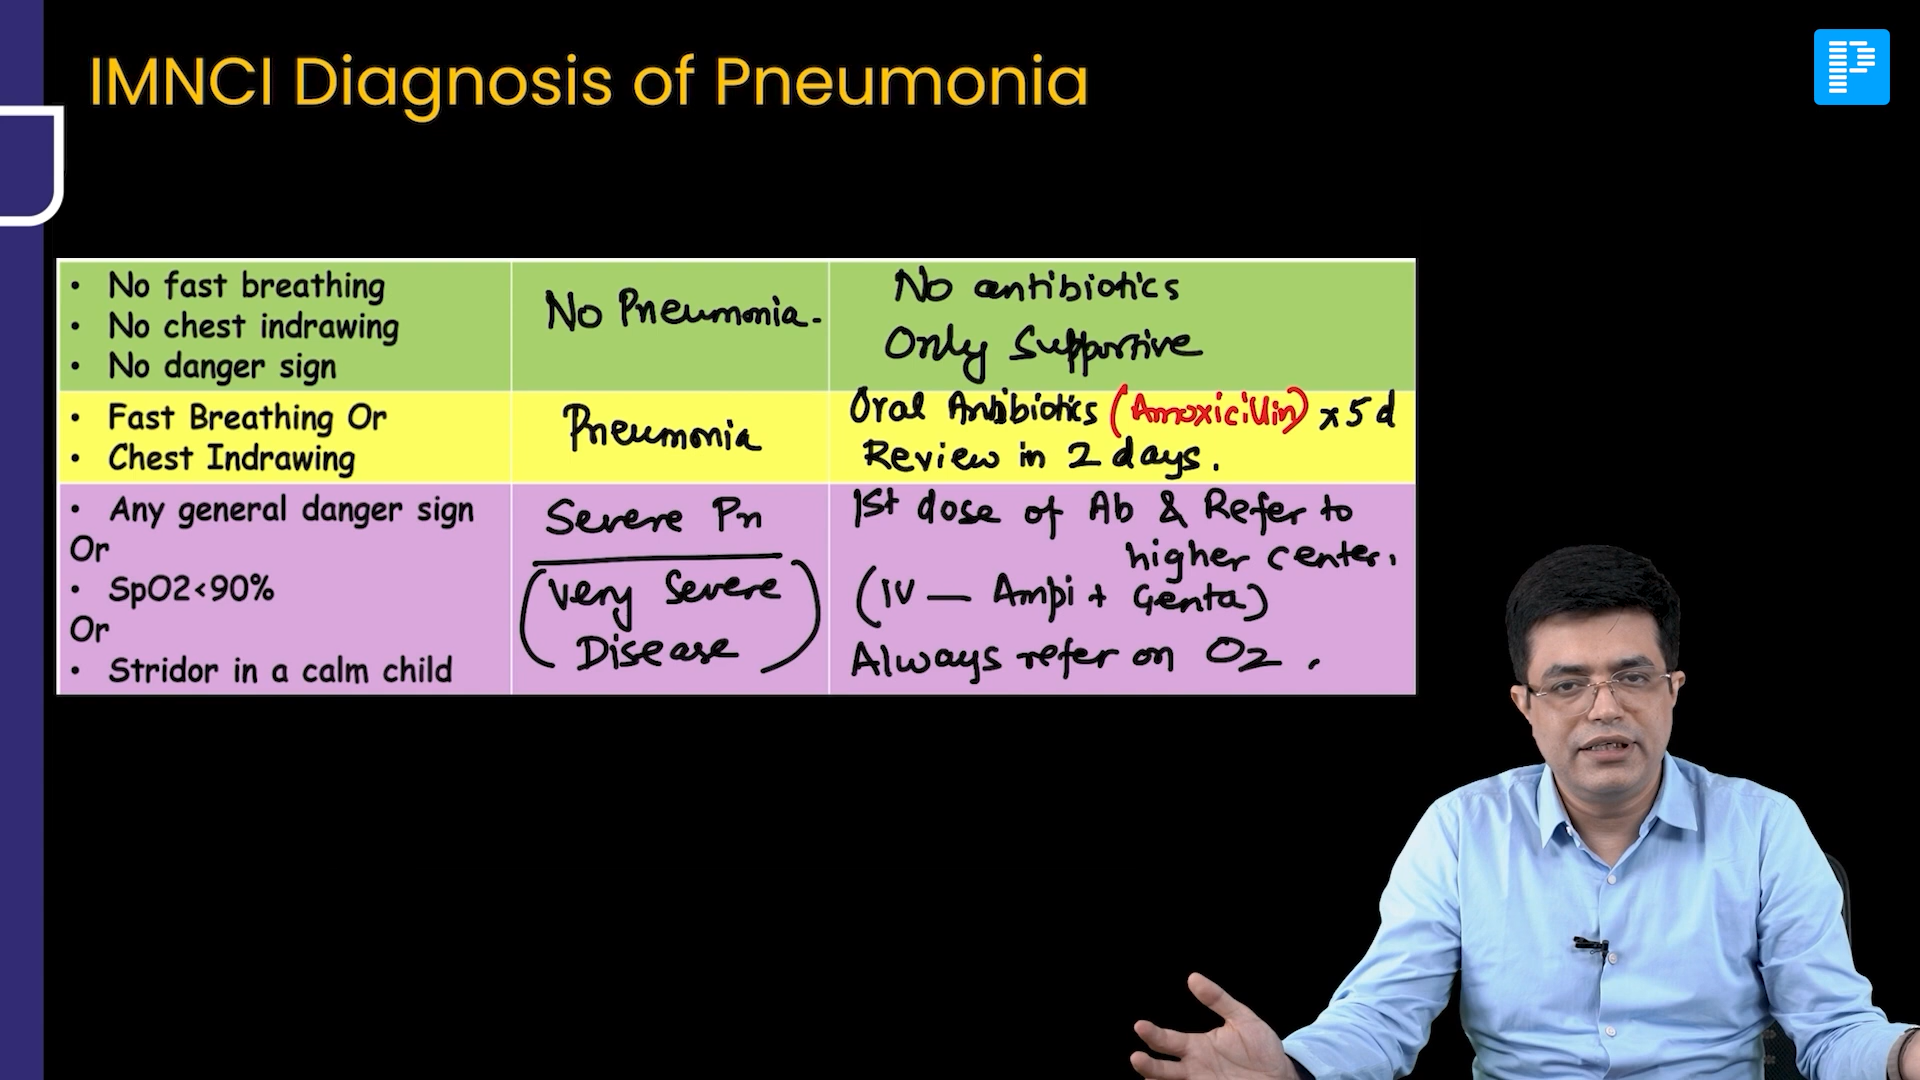 IMNCI Diagnosis of Pneumonia
• No fast breathing
• No chest indrawing
• No danger sign
No Pneumonia.
No antibiotics
Only Supportive
• Fast Breathing Or
• Chest Indrawing
Pneumonia
Oral Antibiotics (Amoxicillin) x 5 d
Review in 2 days.
• Any general danger sign
Or
• SpO2<90%
Or
• Stridor in a calm child
Severe Pn
(Very Severe
Disease)
1st dose of Ab & Refer to
higher center.
(IV — Ampi + Genta)
Always refer on O2.